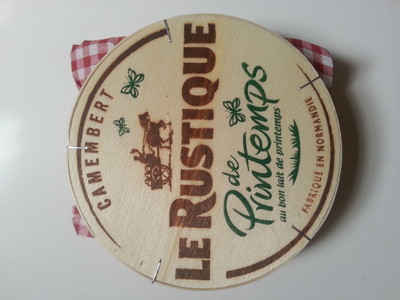 CAMEMBERT
LE RUSTIQUE
de
Printemps
au bon lait de printemps
FABRIQUÉ EN NORMANDIE